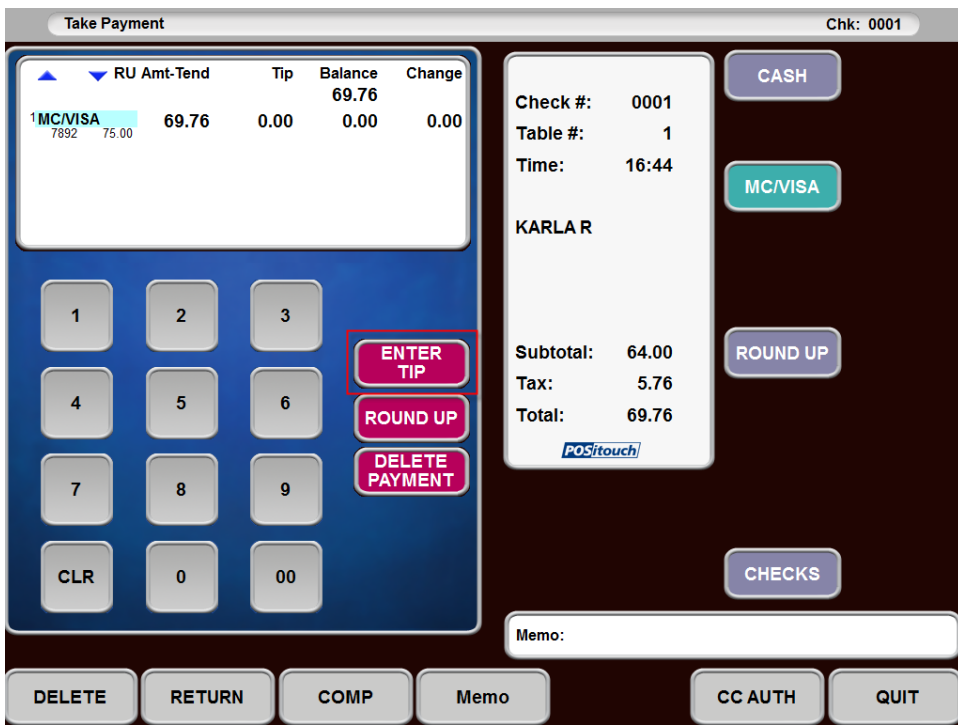 Take Payment Chk: 0001
RU Amt-Tend Tip Balance Change
69.76
1 MC/VISA 69.76 0.00 0.00 0.00
7892 75.00
Check #: 0001
Table #: 1
Time: 16:44
KARLA R
Subtotal: 64.00
Tax: 5.76
Total: 69.76
POSitouch
CASH
MC/VISA
ROUND UP
CHECKS
1 2 3
4 5 6
7 8 9
CLR 0 00
ENTER
TIP
ROUND UP
DELETE
PAYMENT
Memo:
DELETE RETURN COMP Memo CC AUTH QUIT